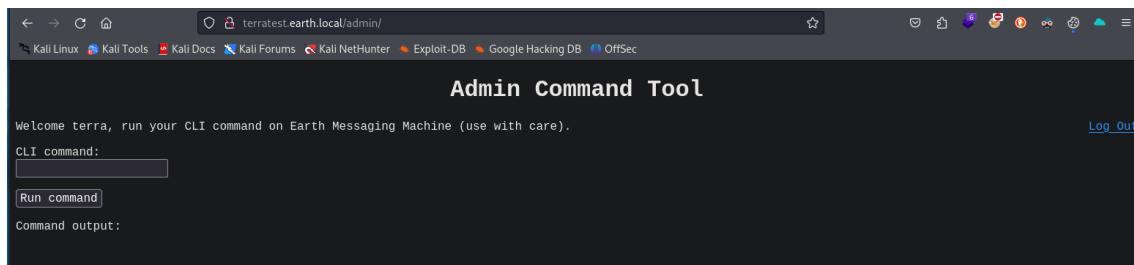 terratest.earth.local/admin/
6
Kali Linux Kali Tools Kali Docs Kali Forums Kali NetHunter Exploit-DB Google Hacking DB OffSec
Admin Command Tool
Welcome terra, run your CLI command on Earth Messaging Machine (use with care). Log Out
CLI command:
Run command
Command output: